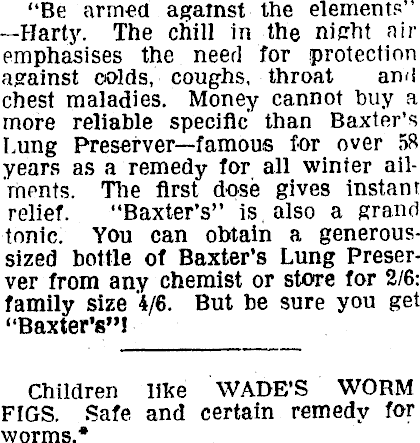 "Be armed against the elements"
—Harty. The chill in the night air
emphasises the need for protection
against colds, coughs, throat and
chest maladies. Money cannot buy a
more reliable specific than Baxter's
Lung Preserver—famous for over 58
years as a remedy for all winter ail-
ments. The first dose gives instant
relief. "Baxter's" is also a grand
tonic. You can obtain a generous-
sized bottle of Baxter's Lung Preser-
ver from any chemist or store for 2/6;
family size 4/6. But be sure you get
"Baxter's"!
Children like WADE'S WORM
FIGS. Safe and certain remedy for
worms.*